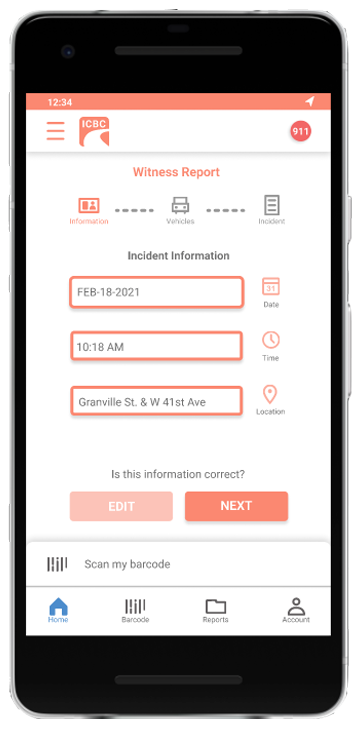 12:34
ICBC
911
Witness Report
Information
Vehicles
Incident
Incident Information
FEB-18-2021
31
Date
10:18 AM
Time
Granville St. & W 41st Ave
Location
Is this information correct?
EDIT
NEXT
Scan my barcode
Home
Barcode
Reports
Account